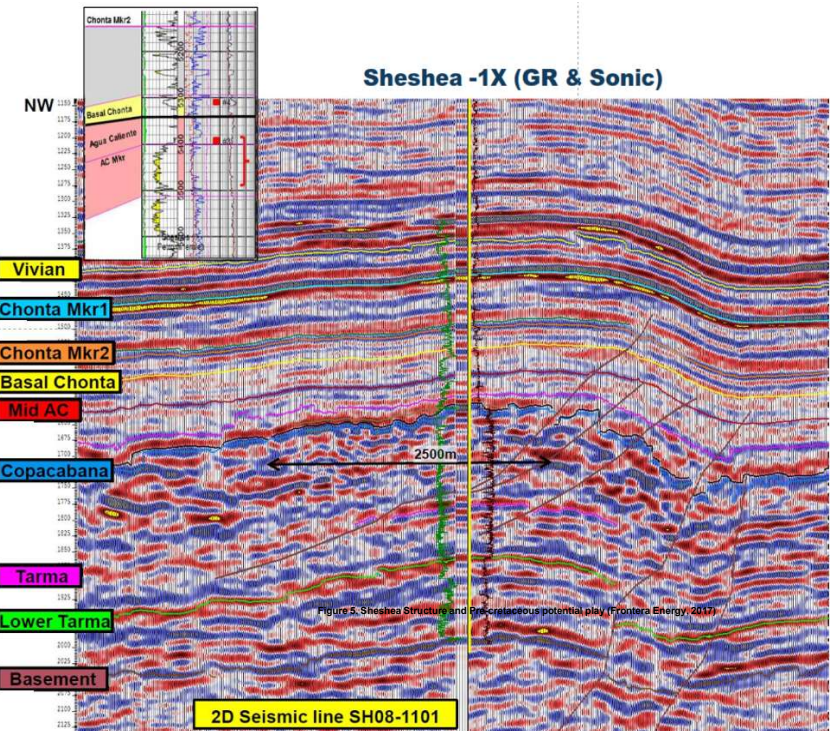 Chonta Mkr2
Basal Chonta
Agua Caliente
AC Mkr
Sheshea -1X (GR & Sonic)
NW
Vivian
Chonta Mkr1
Chonta Mkr2
Basal Chonta
Mid AC
Copacabana
2500m
Tarma
Lower Tarma
Figure 5. Sheshea Structure and Pre-cretaceous potential play (Frontera Energy, 2017)
Basement
2D Seismic line SH08-1101